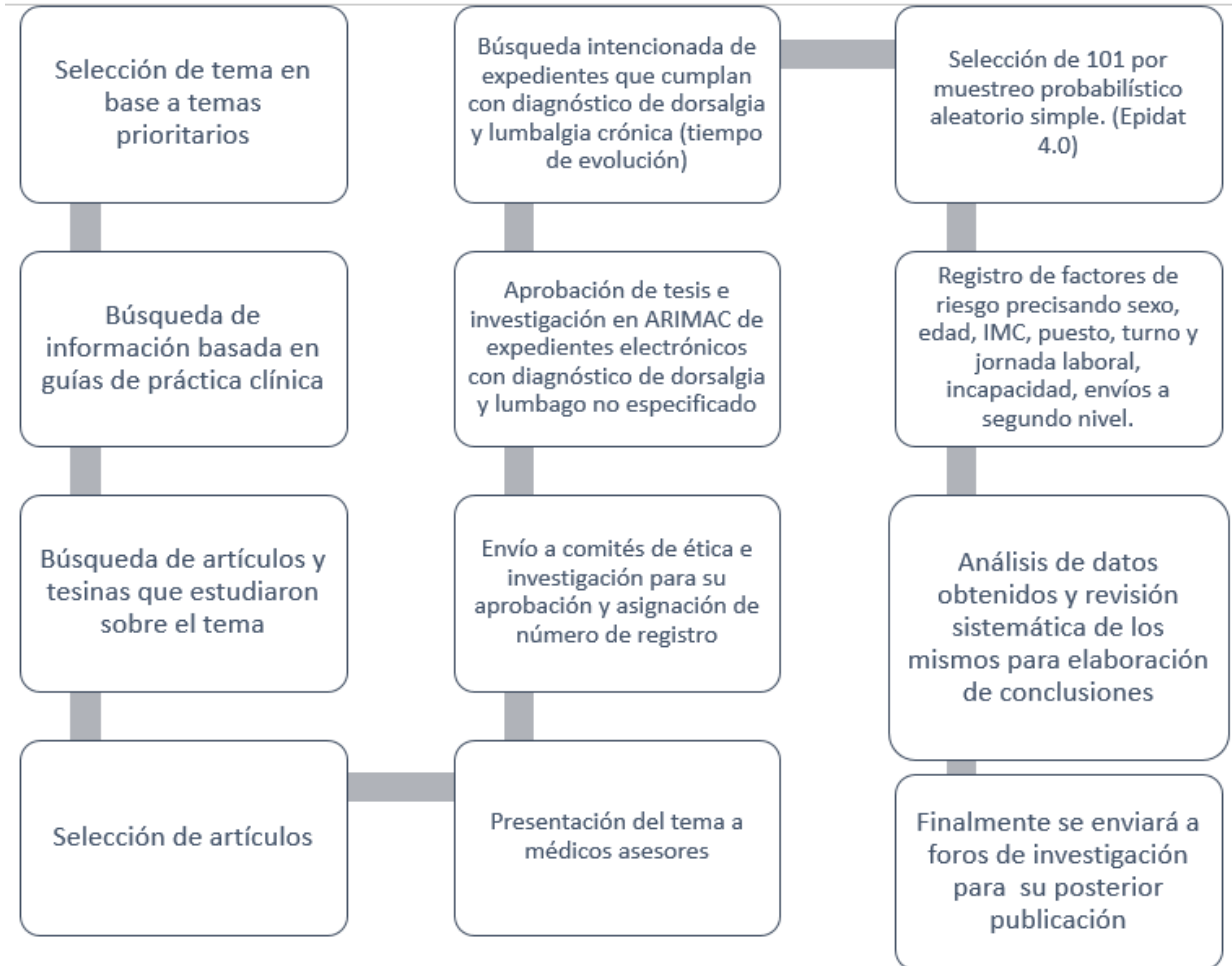 Selección de tema en
base a temas
prioritarios
Búsqueda de
información basada en
guías de práctica clínica
Búsqueda de artículos y
tesinas que estudiaron
sobre el tema
Selección de artículos
Presentación del tema a
médicos asesores
Envío a comités de ética e
investigación para su
aprobación y asignación de
número de registro
Aprobación de tesis e
investigación en ARIMAC de
expedientes electrónicos
con diagnóstico de dorsalgia
y lumbago no especificado
Búsqueda intencionada de
expedientes que cumplan
con diagnóstico de dorsalgia
y lumbalgia crónica (tiempo
de evolución)
Selección de 101 por
muestreo probabilístico
aleatorio simple. (Epidat
4.0)
Registro de factores de
riesgo precisando sexo,
edad, IMC, puesto, turno y
jornada laboral,
incapacidad, envíos a
segundo nivel.
Análisis de datos
obtenidos y revisión
sistemática de los
mismos para elaboración
de conclusiones
Finalmente se enviará a
foros de investigación
para su posterior
publicación